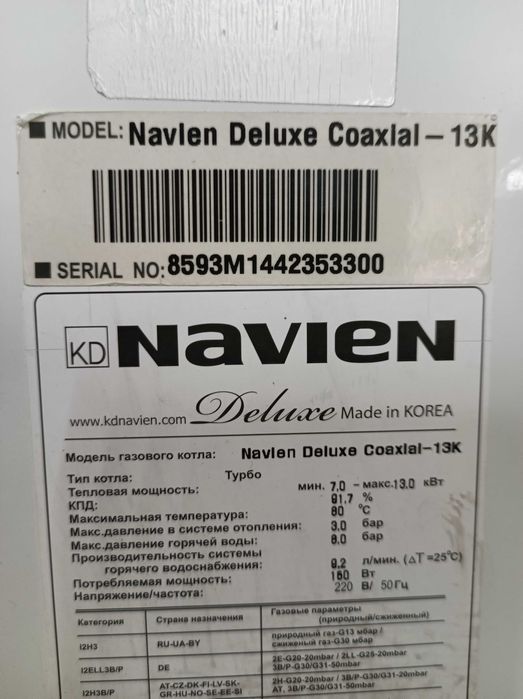 ■ MODEL: Navien Deluxe Coaxial-13K
■ SERIAL NO: 8593M1442353300
KD NAVIEN
www.kdnavien.com Deluxe Made in KOREA
Модель газового котла: Navien Deluxe Coaxial-13K
Тип котла: Турбо
Тепловая мощность: мин. 7.0 - макс.13.0 кВт
КПД: 91.7 %
Максимальная температура: 80 °C
Макс.давление в системе отопления: 3.0 бар
Макс.давление горячей воды: 8.0 бар
Производительность системы
горячего водоснабжения: 9.2 л/мин. (ΔT=25℃)
Потребляемая мощность: 150 Вт
Напряжение/частота: 220 В/ 50Гц
Категория Страна назначения Газовые параметры
(природный/сжиженный)
I2H3 RU-UA-BY природный газ-G13 мбар /
сжиженый газ-G30 мбар
I2ELL3B/P DE 2E-G20-20mbar / 2LL-G25-20mbar
3B/P-G30/G31-50mbar
I2H3B/P AT-CZ-DK-FI-LV-SK-
GR-HU-NO-SE-EE-SI 2H-G20-20mbar / 3B/P-G30/G31-20mbar
AT, 3B/P-G30/G31-50mbar